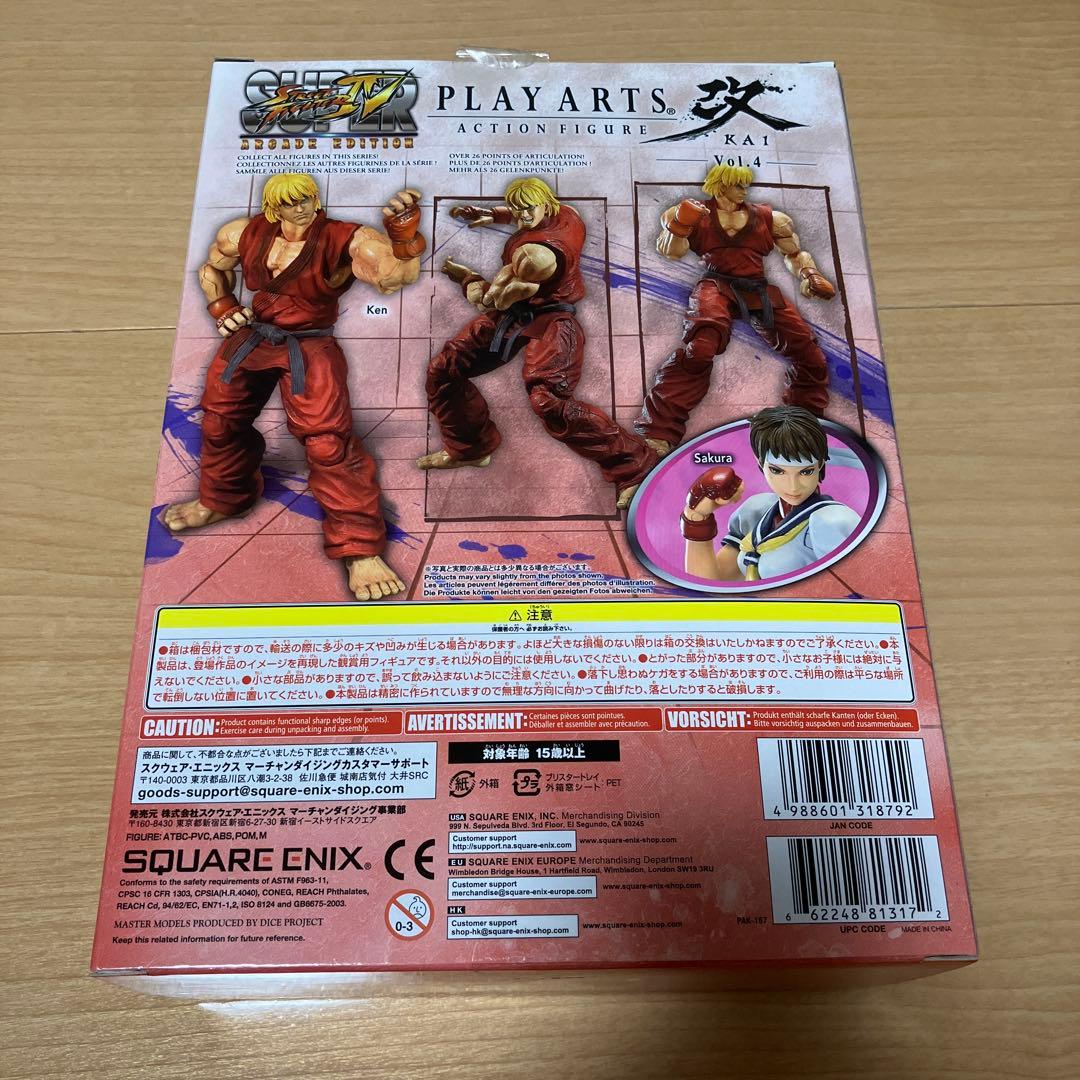 SUPER
STREET FIGHTER IV
ARCADE EDITION
PLAY ARTS®
ACTION FIGURE
改
KAI
Vol.4
COLLECT ALL FIGURES IN THIS SERIES!
COLLECTIONNEZ LES AUTRES FIGURINES DE LA SÉRIE !
SAMMLE ALLE FIGUREN AUS DIESER SERIE!
OVER 26 POINTS OF ARTICULATION!
PLUS DE 26 POINTS D'ARTICULATION !
MEHR ALS 26 GELENKPUNKTE!
Ken
Sakura
※写真と実際の商品とは多少異なる場合がございます。
Products may vary slightly from the photos shown.
Les articles peuvent légèrement différer des photos d'illustration.
Die Produkte können leicht von den gezeigten Fotos abweichen.
⚠注意
保護者の方へ 必ずお読み下さい。
●箱は梱包材ですので、輸送の際に多少のキズや凹みが生じる場合があります。よほど大きな損傷のない限りは箱の交換はいたしかねますのでご了承ください。●本
製品は、登場作品のイメージを再現した観賞用フィギュアです。それ以外の目的には使用しないでください。●とがった部分がありますので、小さなお子様には絶対に与
えないでください。●小さな部品がありますので、誤って飲み込まないようにご注意ください。●落下し思わぬケガをする場合がありますので、ご利用の際は平らな場所
で転倒しない位置に置いてください。●本製品は精密に作られていますので無理な方向に向かって曲げたり、落としたりすると破損します。
CAUTION: Product contains functional sharp edges (or points).
Exercise care during unpacking and assembly.
AVERTISSEMENT: Certaines pièces sont pointues.
Déballer et assembler avec précaution.
VORSICHT: Produkt enthält scharfe Kanten (oder Ecken).
Bitte vorsichtig auspacken und zusammenbauen.
商品に関して、不都合な点がございましたら下記までご連絡ください。
スクウェア・エニックス マーチャンダイジングカスタマーサポート
〒140-0003 東京都品川区八潮3-2-38 佐川急便 城南店気付 大井SRC
goods-support@square-enix-shop.com
発売元 株式会社スクウェア・エニックス マーチャンダイジング事業部
〒160-8430 東京都新宿区新宿6-27-30 新宿イーストサイドスクエア
FIGURE: ATBC-PVC, ABS, POM, M
SQUARE ENIX®
CE
Conforms to the safety requirements of ASTM F963-11,
CPSC 16 CFR 1303, CPSIA(H.R.4040), CONEG, REACH Phthalates,
REACH Cd, 94/62/EC, EN71-1,2, ISO 8124 and GB6675-2003.
MASTER MODELS PRODUCED BY DICE PROJECT
Keep this related information for future reference.
0-3
対象年齢 15歳以上
紙 外箱
プラ ブリスタートレイ
外箱窓シート: PET
USA SQUARE ENIX, INC. Merchandising Division
999 N. Sepulveda Blvd. 3rd Floor, El Segundo, CA 90245
Customer support
http://support.na.square-enix.com
EU SQUARE ENIX EUROPE Merchandising Department
Wimbledon Bridge House, 1 Hartfield Road, Wimbledon, London SW19 3RU
Customer support
merchandise@square-enix-europe.com
HK
Customer support
shop-hk@square-enix-shop.com
4 988601 318792
JAN CODE
6 62248 81317 2
PAK-167
UPC CODE
MADE IN CHINA